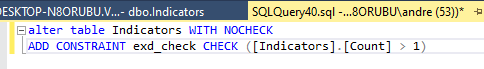 DESKTOP-N8ORUBU.V... - dbo.Indicators
SQLQuery40.sql -...8ORUBU\andre (53))*
alter table Indicators WITH NOCHECK
ADD CONSTRAINT exd_check CHECK ([Indicators].[Count] > 1)